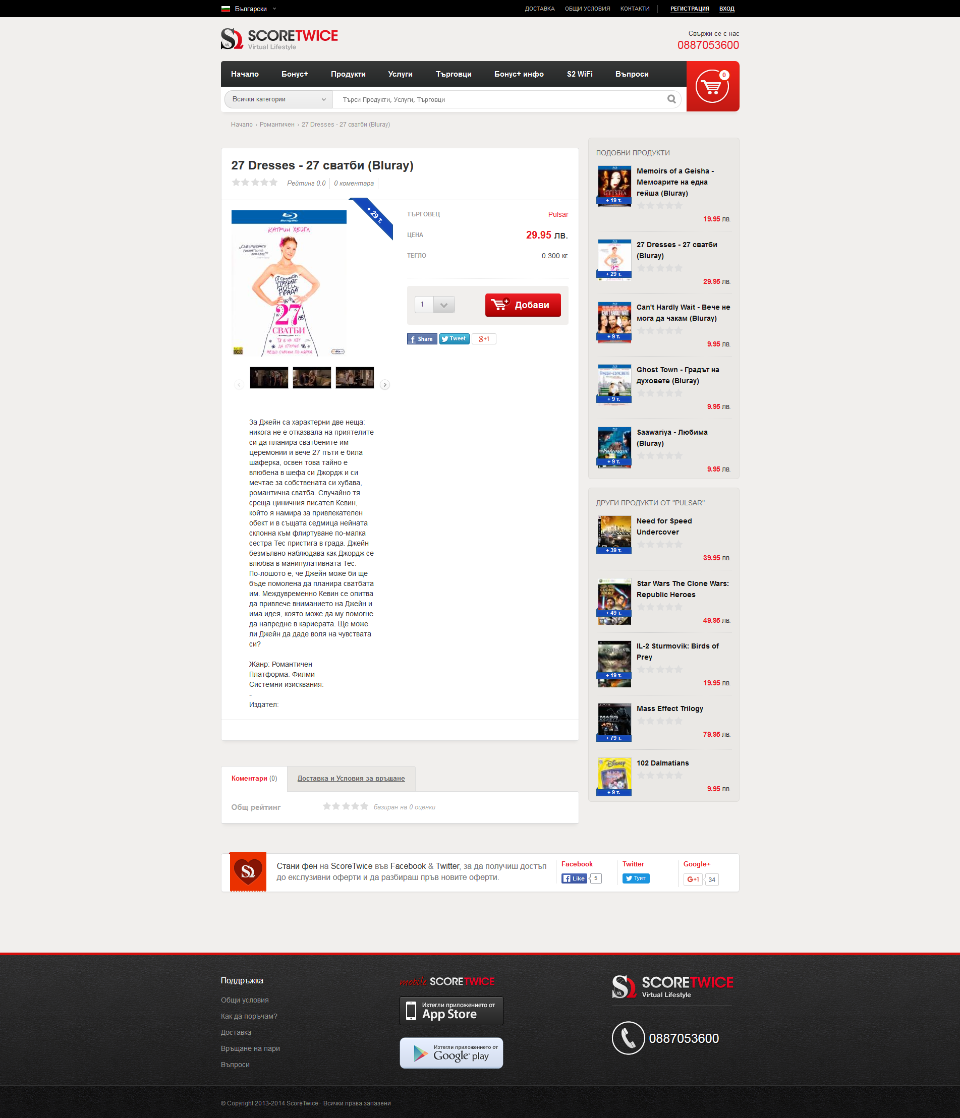 Български
ДОСТАВКА ОБЩИ УСЛОВИЯ КОНТАКТИ РЕГИСТРАЦИЯ ВХОД
SCORETWICE
Virtual Lifestyle
Свържи се с нас
0887053600
Начало Бонус+ Продукти Услуги Търговци Бонус+ инфо S2 WiFi Въпроси
0
Всички категории
Търси Продукти, Услуги, Търговци
Начало • Романтичен • 27 Dresses - 27 сватби (Bluray)
27 Dresses - 27 сватби (Bluray)
Рейтинг 0.0 0 коментара
+ 29 т.
Blu-ray
27
СВАТБИ
ТЪРГОВЕЦ Pulsar
ЦЕНА 29.95 лв.
ТЕГЛО 0.300 кг.
1 Добави
Share Tweet +1
За Джейн са характерни две неща:
никога не е отказвала на приятелите
си да планира сватбените им
церемонии и вече 27 пъти е била
шаферка, освен това тайно е
влюбена в шефа си Джордж и си
мечтае за собствената си хубава,
романтична сватба. Случайно тя
среща циничния писател Кевин,
който я намира за привлекателен
обект и в същата седмица нейната
склонна към флиртуване по-малка
сестра Тес пристига в града. Джейн
безмълвно наблюдава как Джордж се
влюбва в манипулативната Тес.
По-лошото е, че Джейн може би ще
бъде помолена да планира сватбата
им. Междувременно Кевин се опитва
да привлече вниманието на Джейн и
има идея, която може да му помогне
да напредне в кариерата. Ще може
ли Джейн да даде воля на чувствата
си?
Жанр: Романтичен
Платформа: Филми
Системни изисквания:
-
Издател:
ПОДОБНИ ПРОДУКТИ
Memoirs of a Geisha -
Мемоарите на една
гейша (Bluray)
+ 19 т.
19.95 лв.
27 Dresses - 27 сватби
(Bluray)
+ 29 т.
29.95 лв.
Can't Hardly Wait - Вече не
мога да чакам (Bluray)
+ 9 т.
9.95 лв.
Ghost Town - Градът на
духовете (Bluray)
+ 9 т.
9.95 лв.
Saawariya - Любима
(Bluray)
+ 9 т.
9.95 лв.
ДРУГИ ПРОДУКТИ ОТ "PULSAR"
Need for Speed
Undercover
+ 39 т.
39.95 лв.
Star Wars The Clone Wars:
Republic Heroes
+ 49 т.
49.95 лв.
IL-2 Sturmovik: Birds of
Prey
+ 19 т.
19.95 лв.
Mass Effect Trilogy
+ 79 т.
79.95 лв.
102 Dalmatians
+ 9 т.
9.95 лв.
Коментари (0) Доставка и Условия за връщане
Общ рейтинг базиран на 0 оценки
Стани фен на ScoreTwice във Facebook & Twitter, за да получиш достъп
до ексклузивни оферти и да разбираш пръв новите оферти.
Facebook Twitter Google+
Like 5 Туит +1 34
Поддръжка
Общи условия
Как да поръчам?
Доставка
Връщане на пари
Въпроси
mobile SCORETWICE
Изтегли приложението от
App Store
Изтегли приложението от
Google play
SCORETWICE
Virtual Lifestyle
0887053600
© Copyright 2013-2014 ScoreTwice - Всички права запазени